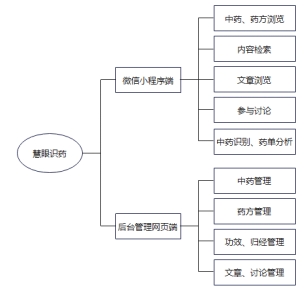 慧眼识药
微信小程序端
中药、药方浏览
内容检索
文章浏览
参与讨论
中药识别、药单分析
后台管理网页端
中药管理
药方管理
功效、归经管理
文章、讨论管理